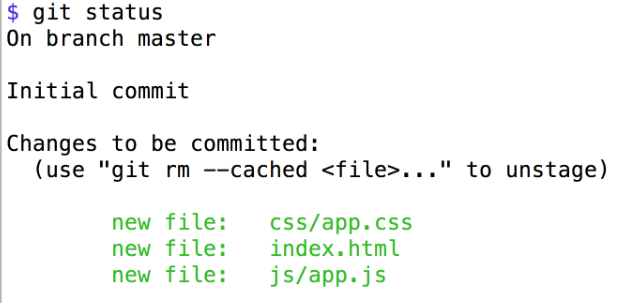 $ git status
On branch master
Initial commit
Changes to be committed:
(use "git rm --cached <file>..." to unstage)
new file: css/app.css
new file: index.html
new file: js/app.js